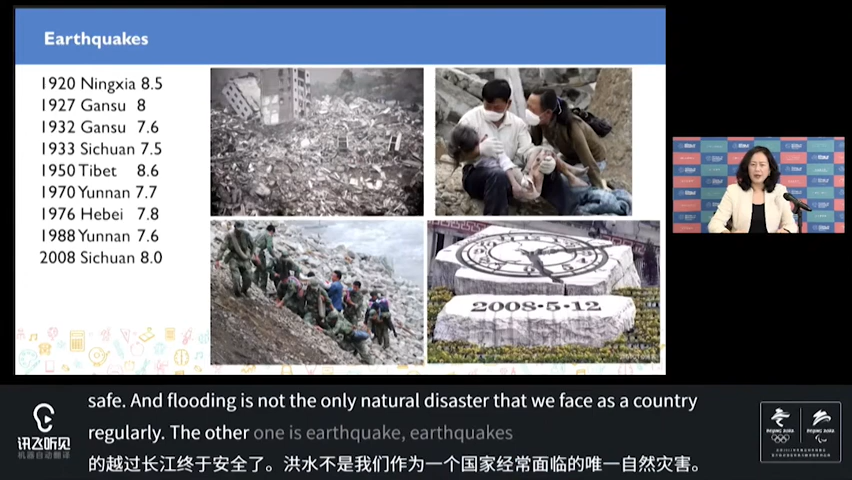 Earthquakes
1920 Ningxia 8.5
1927 Gansu 8
1932 Gansu 7.6
1933 Sichuan 7.5
1950 Tibet 8.6
1970 Yunnan 7.7
1976 Hebei 7.8
1988 Yunnan 7.6
2008 Sichuan 8.0
2008·5·12
safe. And flooding is not the only natural disaster that we face as a country
regularly. The other one is earthquake, earthquakes
的越过长江终于安全了。洪水不是我们作为一个国家经常面临的唯一自然灾害。
讯飞听见
机器自动翻译
BEIJING 2022
BEIJING 2022